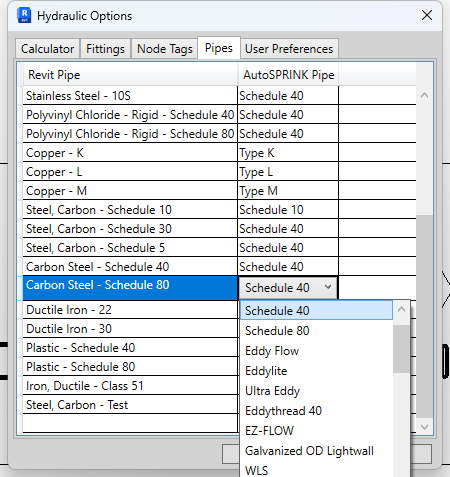 Hydraulic Options
Calculator Fittings Node Tags Pipes User Preferences
Revit Pipe AutoSPRINK Pipe
Stainless Steel - 10S Schedule 40
Polyvinyl Chloride - Rigid - Schedule 40 Schedule 40
Polyvinyl Chloride - Rigid - Schedule 80 Schedule 40
Copper - K Type K
Copper - L Type L
Copper - M Type M
Steel, Carbon - Schedule 10 Schedule 10
Steel, Carbon - Schedule 30 Schedule 40
Steel, Carbon - Schedule 5 Schedule 40
Carbon Steel - Schedule 40 Schedule 40
Carbon Steel - Schedule 80 Schedule 40
Ductile Iron - 22
Ductile Iron - 30
Plastic - Schedule 40
Plastic - Schedule 80
Iron, Ductile - Class 51
Steel, Carbon - Test
Schedule 40
Schedule 80
Eddy Flow
Eddylite
Ultra Eddy
Eddythread 40
EZ-FLOW
Galvanized OD Lightwall
WLS